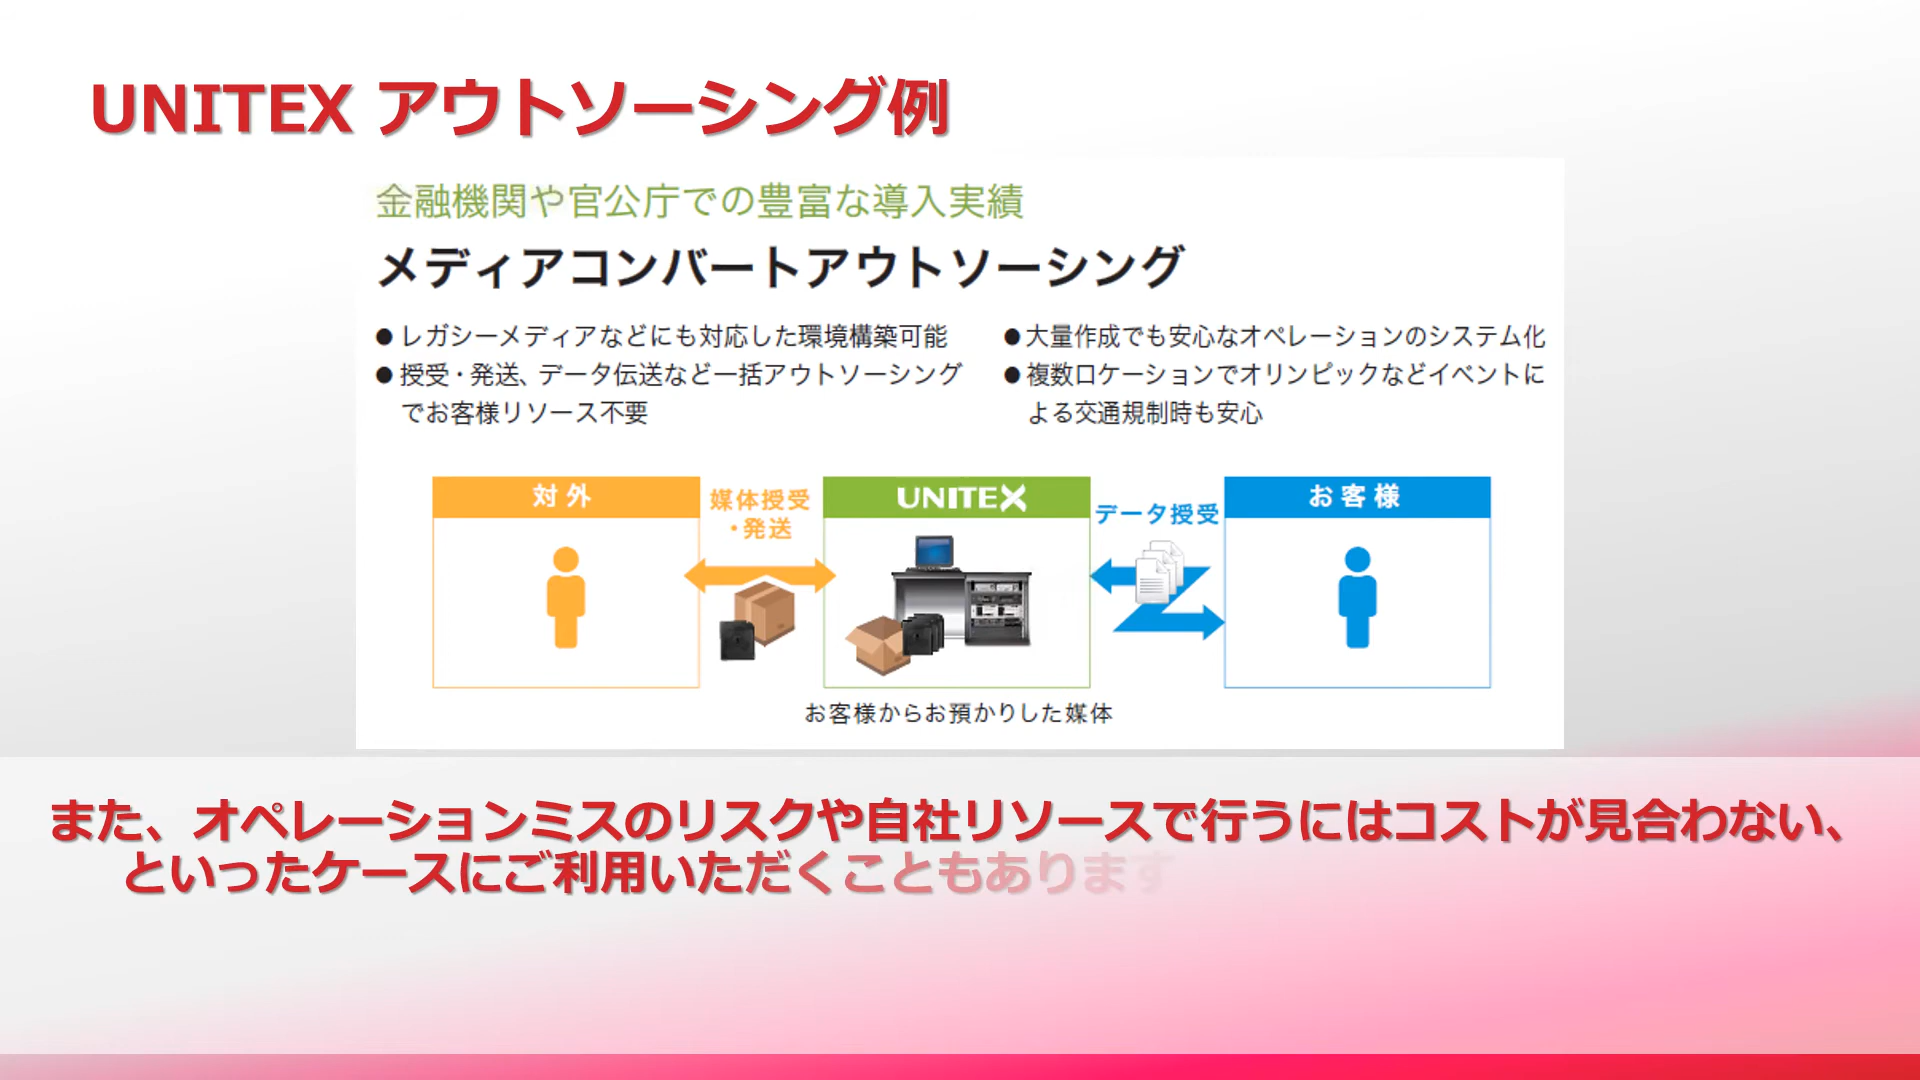 UNITEX アウトソーシング例
金融機関や官公庁での豊富な導入実績
メディアコンバートアウトソーシング
●レガシーメディアなどにも対応した環境構築可能
●授受・発送、データ伝送など一括アウトソーシング
でお客様リソース不要
●大量作成でも安心なオペレーションのシステム化
●複数ロケーションでオリンピックなどイベントに
よる交通規制時も安心
対外
媒体授受
・発送
UNITEX
データ授受
お客様
お客様からお預かりした媒体
また、オペレーションミスのリスクや自社リソースで行うにはコストが見合わない、
といったケースにご利用いただくこともあります